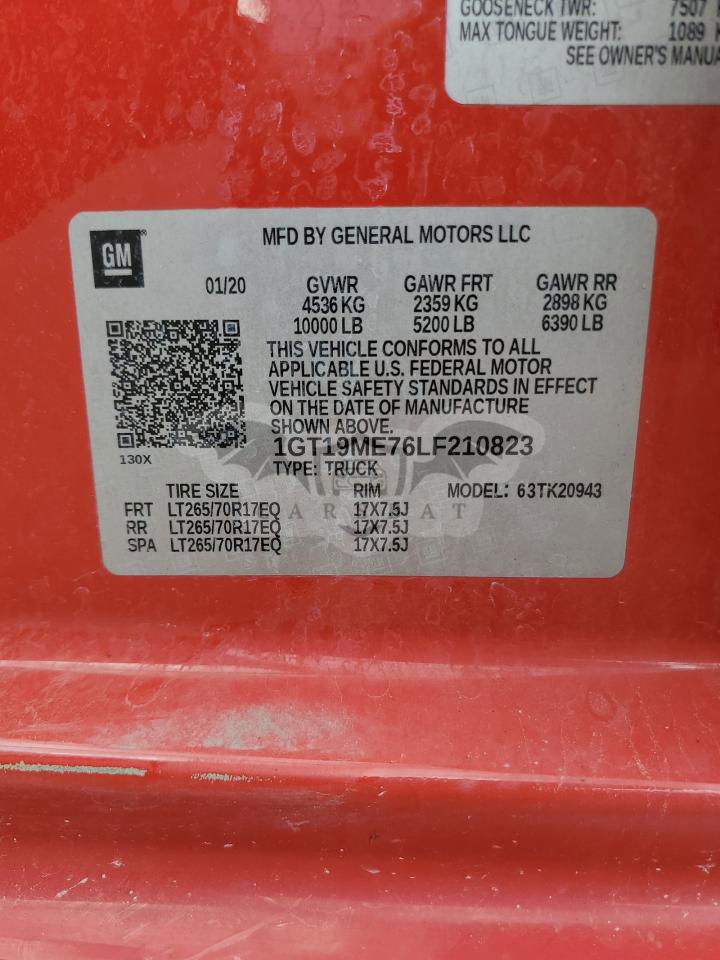 GOOSENECK TWR: 7507
MAX TONGUE WEIGHT: 1089
SEE OWNER'S MANUA
GM
MFD BY GENERAL MOTORS LLC
01/20 GVWR GAWR FRT GAWR RR
4536 KG 2359 KG 2898 KG
10000 LB 5200 LB 6390 LB
THIS VEHICLE CONFORMS TO ALL
APPLICABLE U.S. FEDERAL MOTOR
VEHICLE SAFETY STANDARDS IN EFFECT
ON THE DATE OF MANUFACTURE
SHOWN ABOVE.
1GT19ME76LF210823
130X
TYPE: TRUCK
TIRE SIZE RIM MODEL: 63TK20943
FRT LT265/70R17EQ 17X7.5J
RR LT265/70R17EQ 17X7.5J
SPA LT265/70R17EQ 17X7.5J